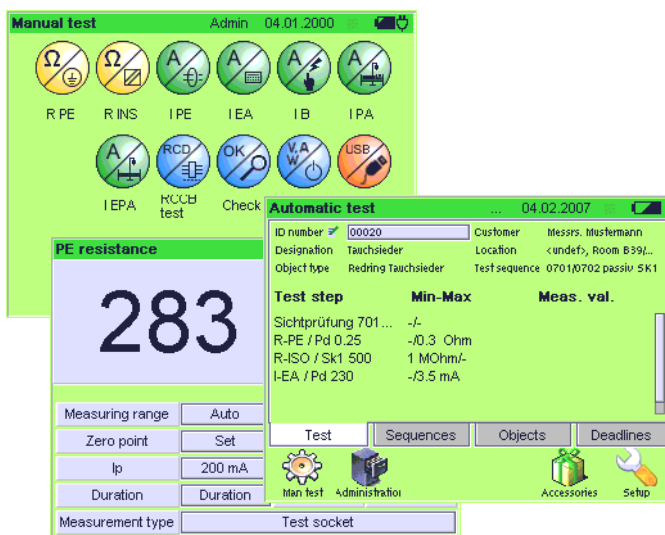 Manual test Admin 04.01.2000
Ω Ω A A A A
R PE R INS I PE I EA I B I PA
A RCD OK V,A W USB
I EPA RCCB test Check
Automatic test ... 04.02.2007
ID number 00020 Customer Messrs. Mustermann
Designation Tauchsieder Location <undef>, Room B39/...
Object type Redring Tauchsieder Test sequence 0701/0702 passiv SK1
Test step Min-Max Meas. val.
Sichtprüfung 701... -/-
R-PE / Pd 0.25 -/0.3 Ohm
R-ISO / Sk1 500 1 MOhm/-
I-EA / Pd 230 -/3.5 mA
Test Sequences Objects Deadlines
Man test Administration Accessories Setup
PE resistance
283
Measuring range Auto
Zero point Set
Ip 200 mA
Duration Duration
Measurement type Test socket